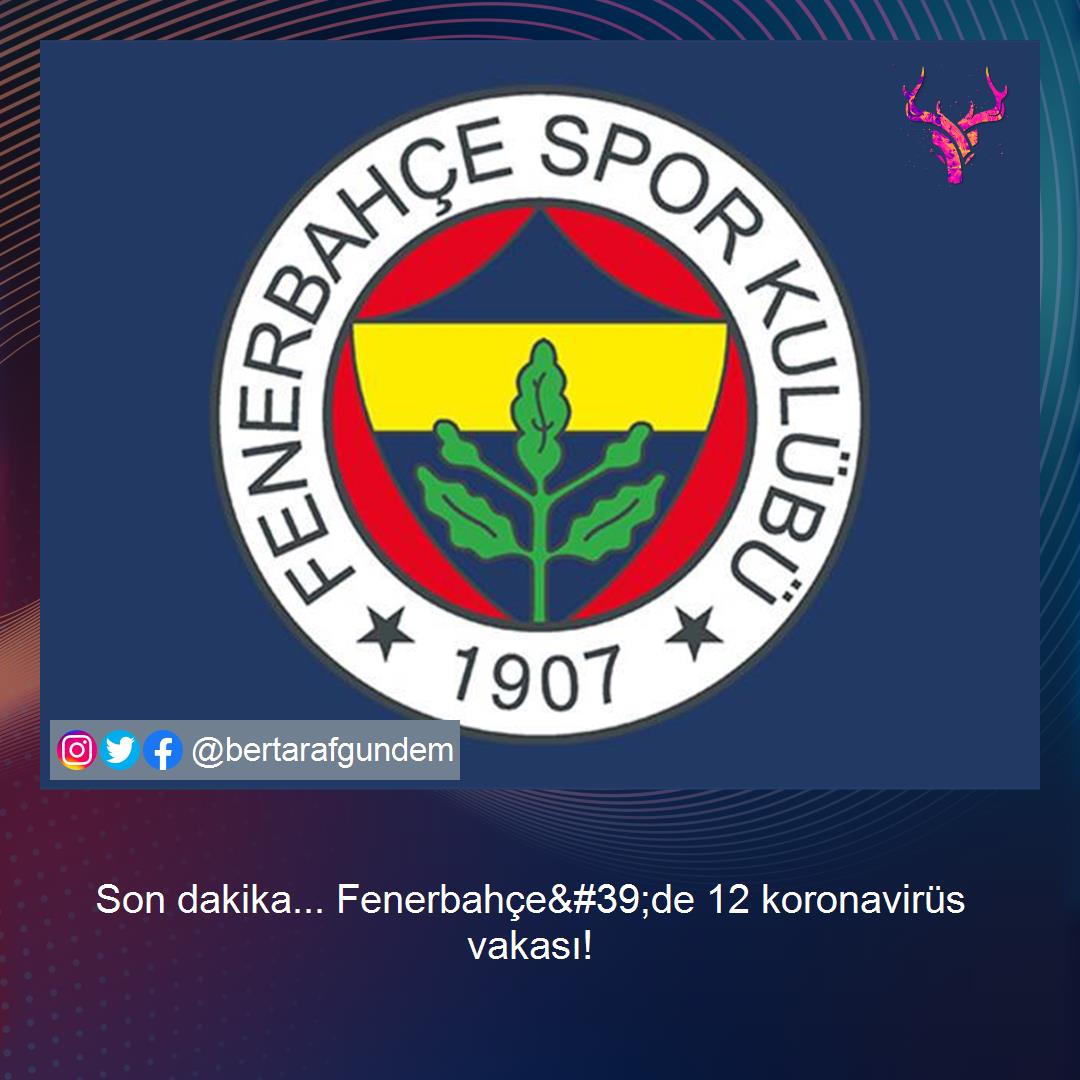 FENERBAHÇE SPOR KULÜBÜ
1907
@bertarafgundem
Son dakika... Fenerbahçe&#39;de 12 koronavirüs
vakası!